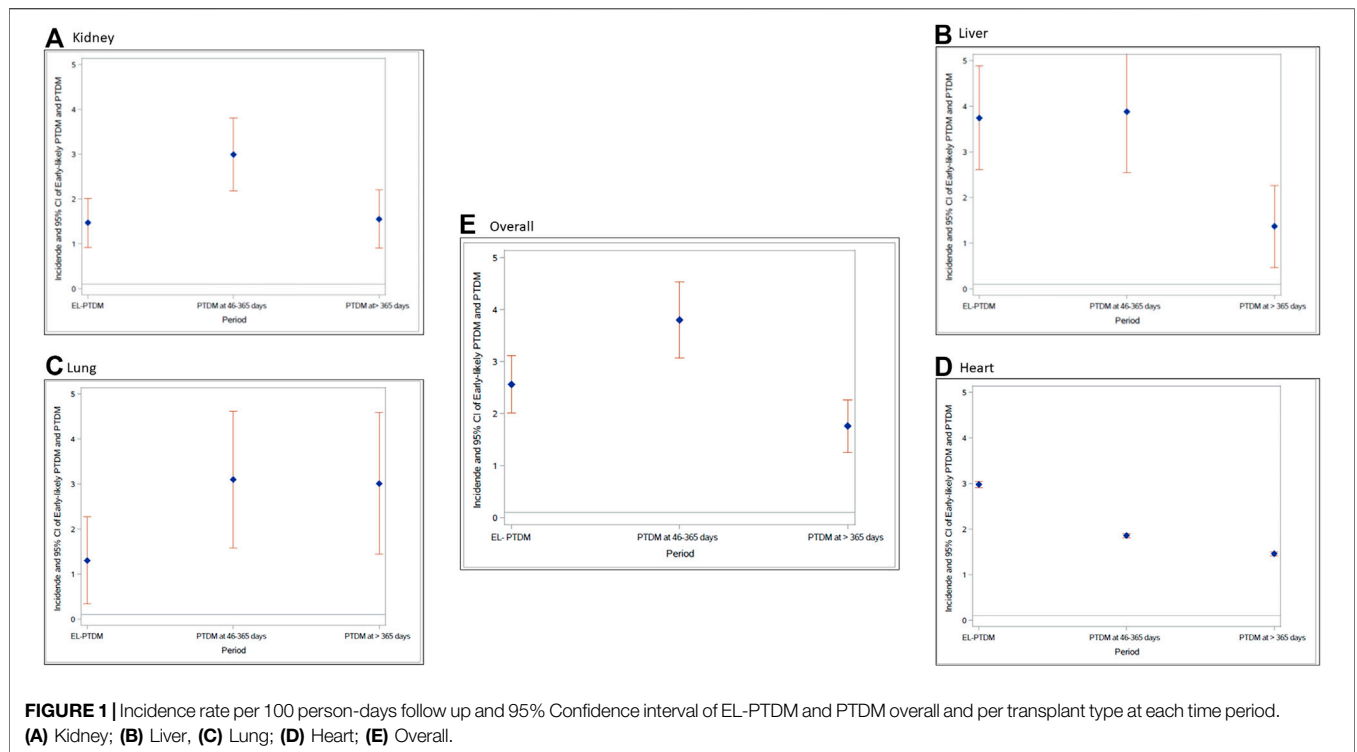 A Kidney
Incidende and 95% CI of Early-likely PTDM and PTDM
5
4
3
2
1
0
EL-PTDM PTDM at 46-365 days PTDM at> 365 days
Period
B Liver
Incidende and 95% CI of Early-likely PTDM and PTDM
5
4
3
2
1
0
EL-PTDM PTDM at 46-365 days PTDM at> 365 days
Period
C Lung
Incidende and 95% CI of Early-likely PTDM and PTDM
5
4
3
2
1
0
EL-PTDM PTDM at 46-365 days PTDM at > 365 days
Period
D Heart
Incidende and 95% CI of Early-likely PTDM and PTDM
5
4
3
2
1
0
EL-PTDM PTDM at 46-365 days PTDM at > 365 days
Period
E Overall
Incidende and 95% CI of Early-likely PTDM and PTDM
5
4
3
2
1
0
EL- PTDM PTDM at 46-365 days PTDM at > 365 days
Period
FIGURE 1 | Incidence rate per 100 person-days follow up and 95% Confidence interval of EL-PTDM and PTDM overall and per transplant type at each time period.
(A) Kidney; (B) Liver, (C) Lung; (D) Heart; (E) Overall.